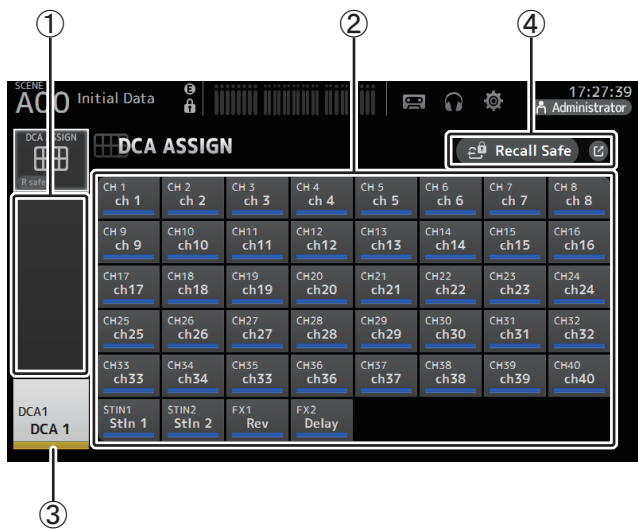 ① ② ④
SCENE
A00 Initial Data
E
17:27:39
Administrator
DCA ASSIGN
R safe
DCA ASSIGN
Recall Safe
CH 1 CH 2 CH 3 CH 4 CH 5 CH 6 CH 7 CH 8
ch 1 ch 2 ch 3 ch 4 ch 5 ch 6 ch 7 ch 8
CH 9 CH10 CH11 CH12 CH13 CH14 CH15 CH16
ch 9 ch10 ch11 ch12 ch13 ch14 ch15 ch16
CH17 CH18 CH19 CH20 CH21 CH22 CH23 CH24
ch17 ch18 ch19 ch20 ch21 ch22 ch23 ch24
CH25 CH26 CH27 CH28 CH29 CH30 CH31 CH32
ch25 ch26 ch27 ch28 ch29 ch30 ch31 ch32
CH33 CH34 CH35 CH36 CH37 CH38 CH39 CH40
ch33 ch34 ch33 ch36 ch37 ch38 ch39 ch40
STIN1 STIN2 FX1 FX2
StIn 1 StIn 2 Rev Delay
DCA1
DCA 1
③